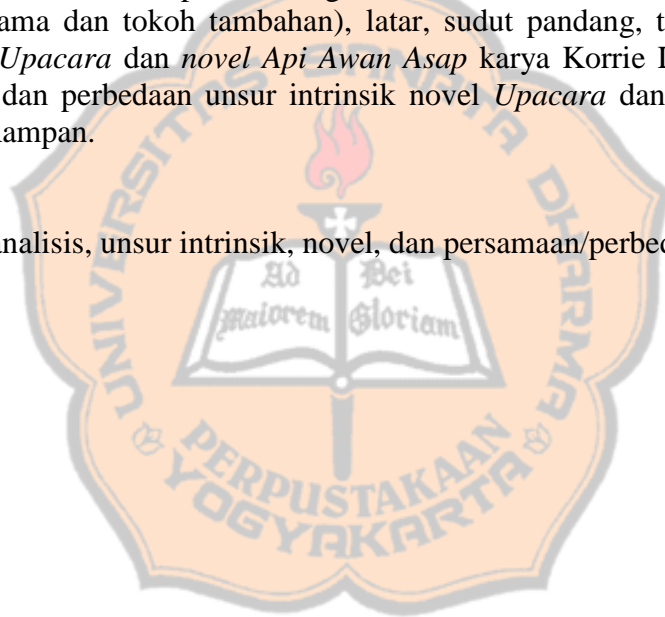 ama dan tokoh tambahan), latar, sudut pandang, t
Upacara dan novel Api Awan Asap karya Korrie L
dan perbedaan unsur intrinsik novel Upacara dan
ampan.
nalisis, unsur intrinsik, novel, dan persamaan/perbed
UNIVERSITAS SANATA DHARMA
Ad Dei
Maiorem Gloriam
PERPUSTAKAAN
YOGYAKARTA